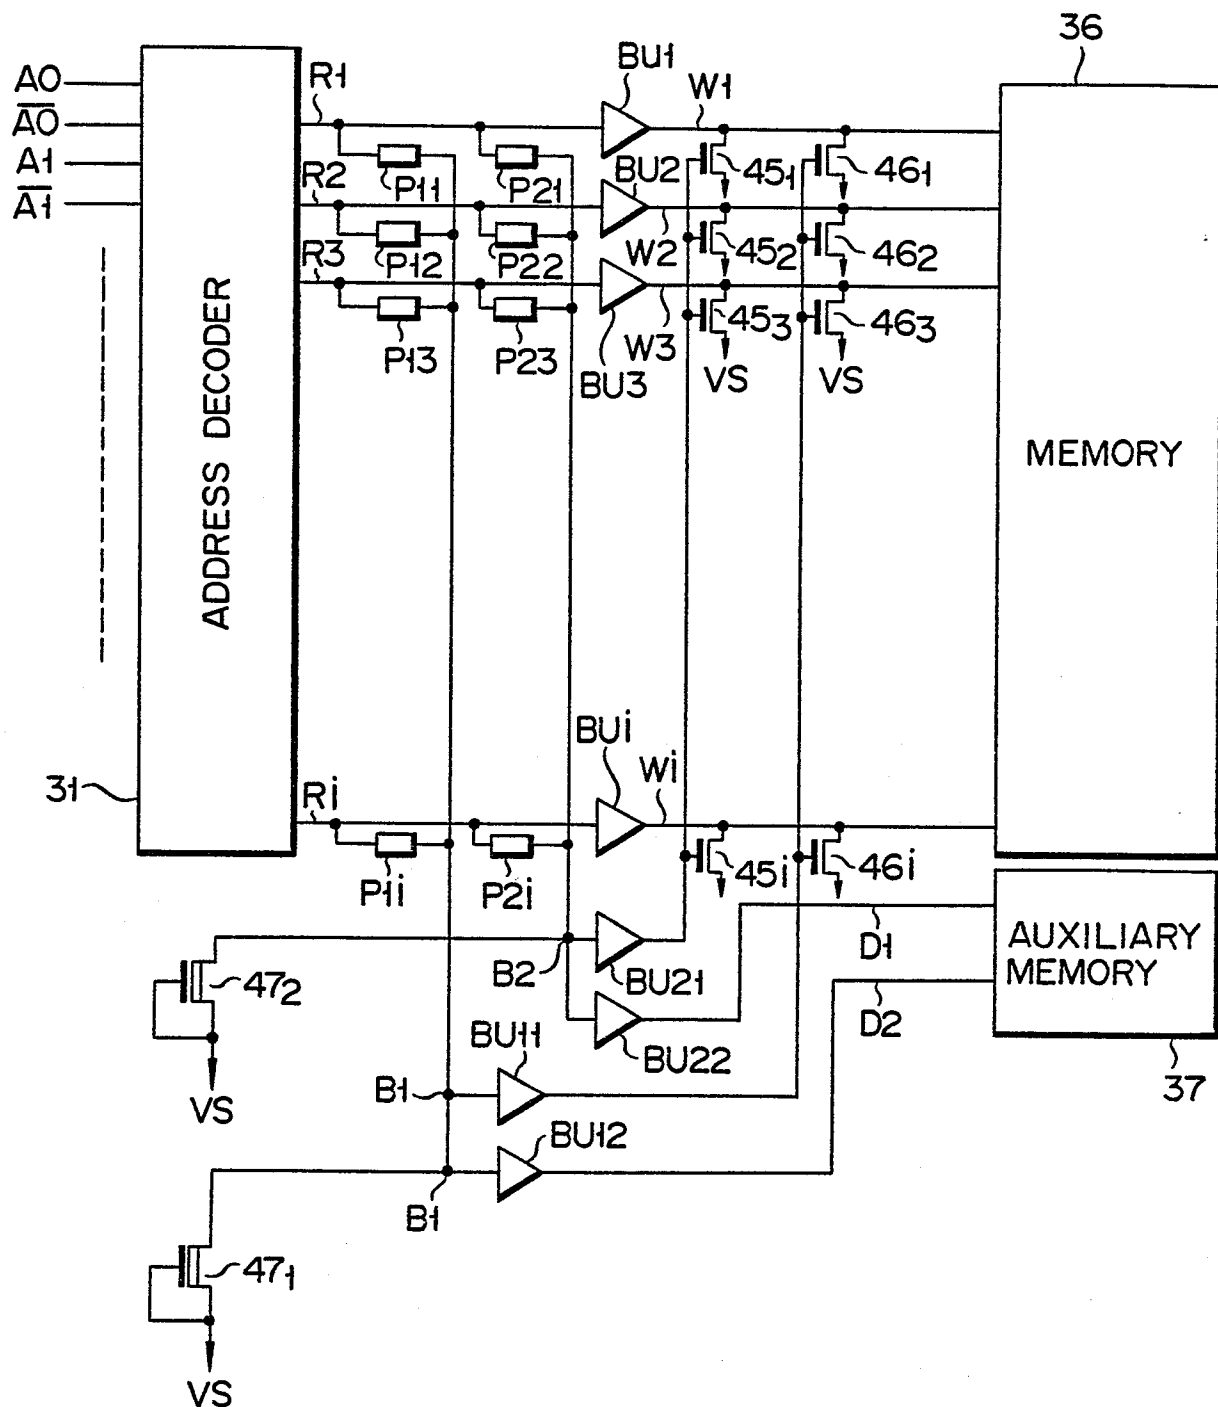 36
A0
A̅0̅
A1
A̅1̅
R1
BU1
W1
P11
P21
45₁
46₁
R2
BU2
P12
P22
W2
45₂
46₂
R3
P13
P23
BU3
W3
45₃
46₃
VS
VS
ADDRESS DECODER
MEMORY
31
Ri
BUi
Wi
P1i
P2i
45i
46i
47₂
B2
BU21
D1
AUXILIARY
MEMORY
BU22
D2
37
VS
BU11
B1
BU12
B1
47₁
VS